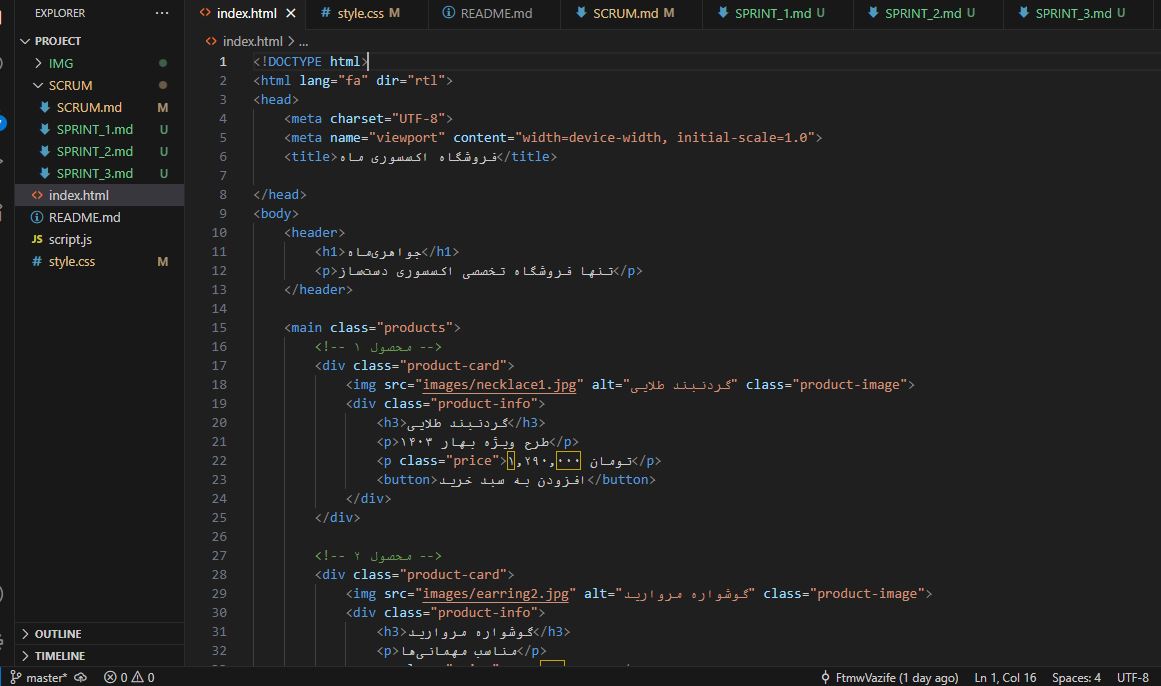 EXPLORER
PROJECT
IMG
SCRUM
SCRUM.md M
SPRINT_1.md U
SPRINT_2.md U
SPRINT_3.md U
index.html
README.md
JS script.js
# style.css M
OUTLINE
TIMELINE
<> index.html × # style.css M README.md SCRUM.md M SPRINT_1.md U SPRINT_2.md U SPRINT_3.md U
<> index.html > ...
1 <!DOCTYPE html>
2 <html lang="fa" dir="rtl">
3 <head>
4 <meta charset="UTF-8">
5 <meta name="viewport" content="width=device-width, initial-scale=1.0">
6 <title>فروشگاه اکسسوری ماه</title>
7
8 </head>
9 <body>
10 <header>
11 <h1>جواهری‌ماه</h1>
12 <p>تنها فروشگاه تخصصی اکسسوری دست‌ساز</p>
13 </header>
14
15 <main class="products">
16 <!-- محصول ۱ -->
17 <div class="product-card">
18 <img src="images/necklace1.jpg" alt="گردنبند طلایی" class="product-image">
19 <div class="product-info">
20 <h3>گردنبند طلایی</h3>
21 <p>طرح ویژه بهار ۱۴۰۳</p>
22 <p class="price">۱,۲۹۰,۰۰۰ تومان</p>
23 <button>افزودن به سبد خرید</button>
24 </div>
25 </div>
26
27 <!-- محصول ۲ -->
28 <div class="product-card">
29 <img src="images/earring2.jpg" alt="گوشواره مروارید" class="product-image">
30 <div class="product-info">
31 <h3>گوشواره مروارید</h3>
32 <p>مناسب مهمانی‌ها</p>
master* 0 0 FtmwVazife (1 day ago) Ln 1, Col 16 Spaces: 4 UTF-8